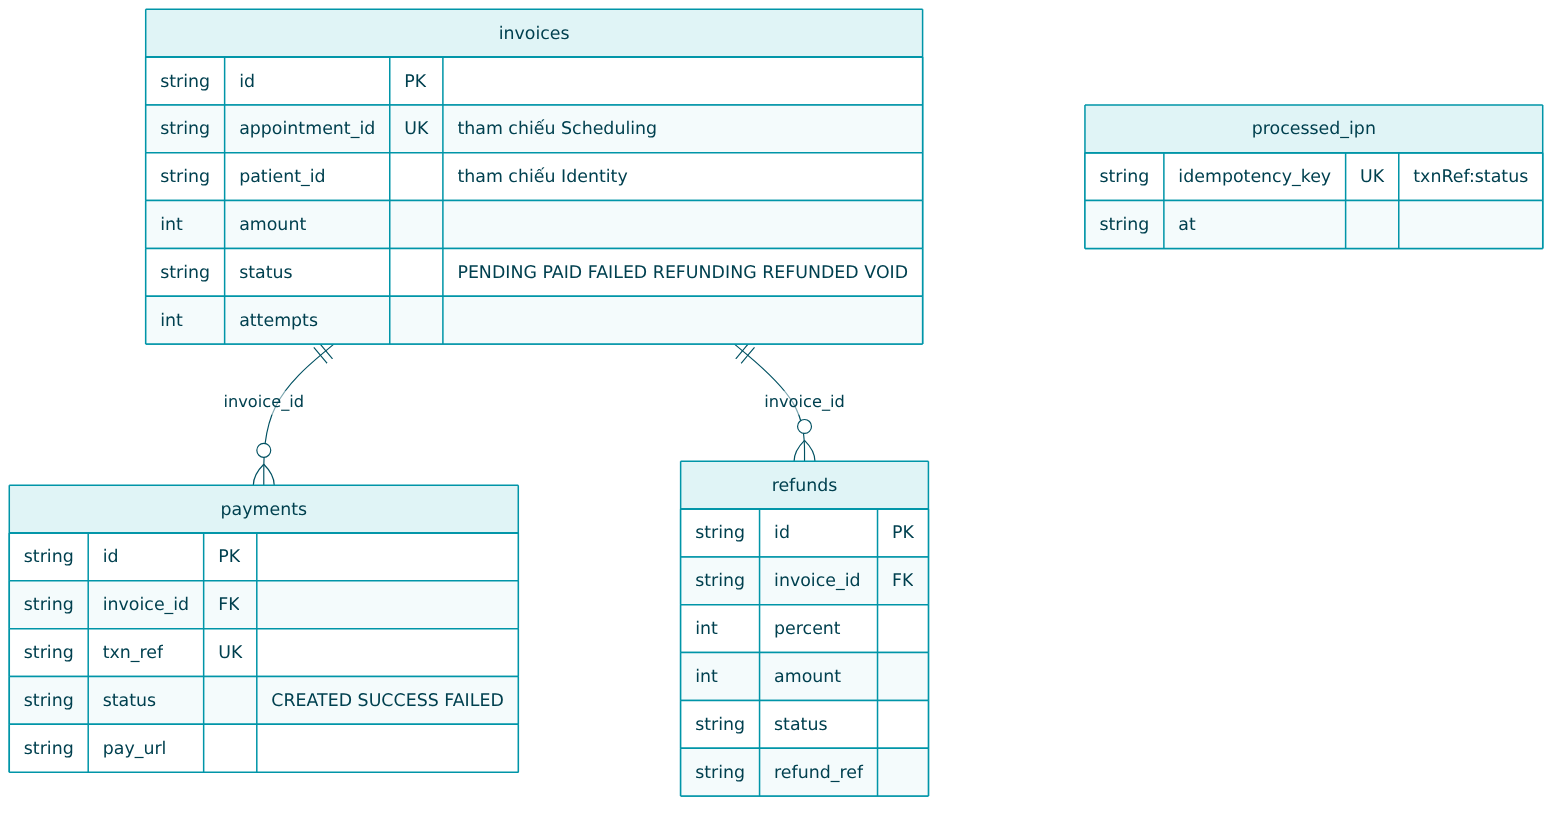 invoices
string id PK
string appointment_id UK tham chiếu Scheduling
string patient_id tham chiếu Identity
int amount
string status PENDING PAID FAILED REFUNDING REFUNDED VOID
int attempts
processed_ipn
string idempotency_key UK txnRef:status
string at
invoice_id
invoice_id
payments
string id PK
string invoice_id FK
string txn_ref UK
string status CREATED SUCCESS FAILED
string pay_url
refunds
string id PK
string invoice_id FK
int percent
int amount
string status
string refund_ref